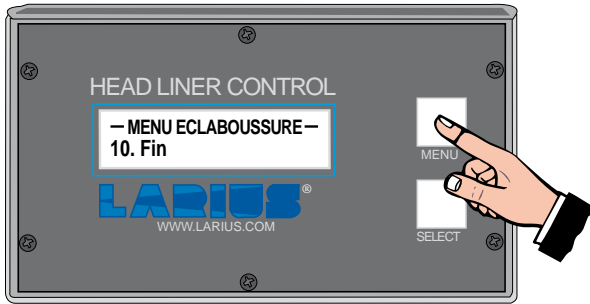 HEAD LINER CONTROL
— MENU ECLABOUSSURE —
10. Fin
LARIUS®
WWW.LARIUS.COM
MENU
SELECT